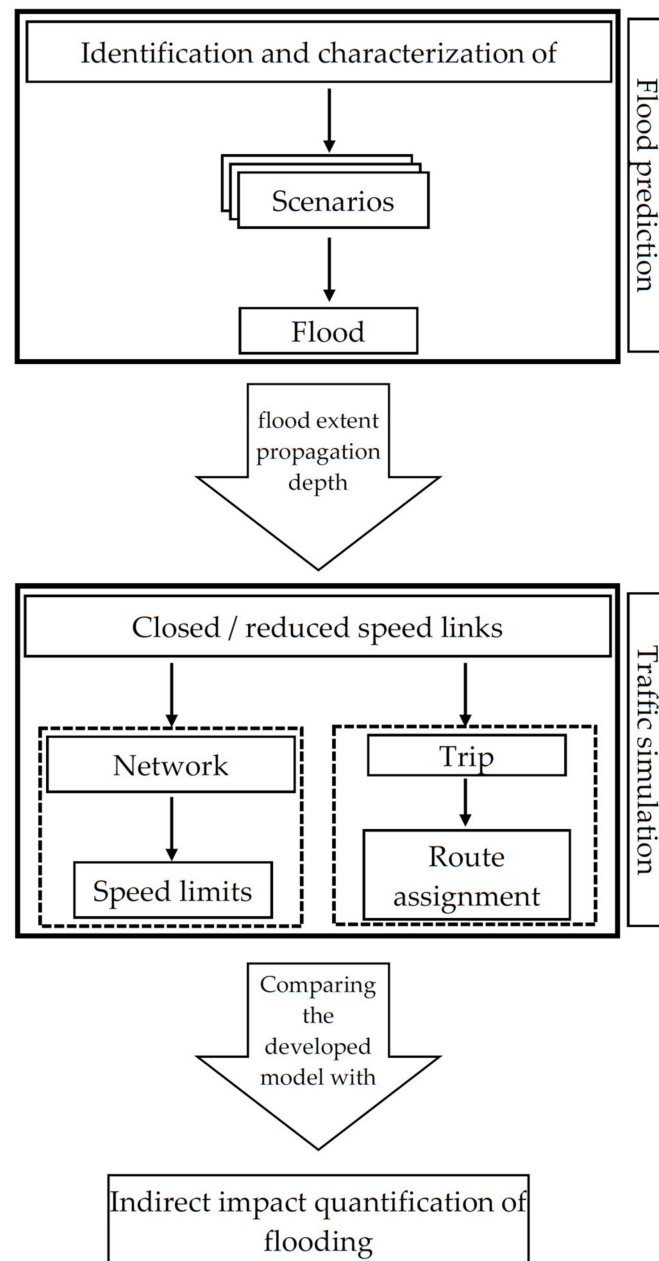 Identification and characterization of
Scenarios
Flood
Flood prediction
flood extent
propagation
depth
Closed / reduced speed links
Network
Speed limits
Trip
Route
assignment
Traffic simulation
Comparing
the
developed
model with
Indirect impact quantification of
flooding